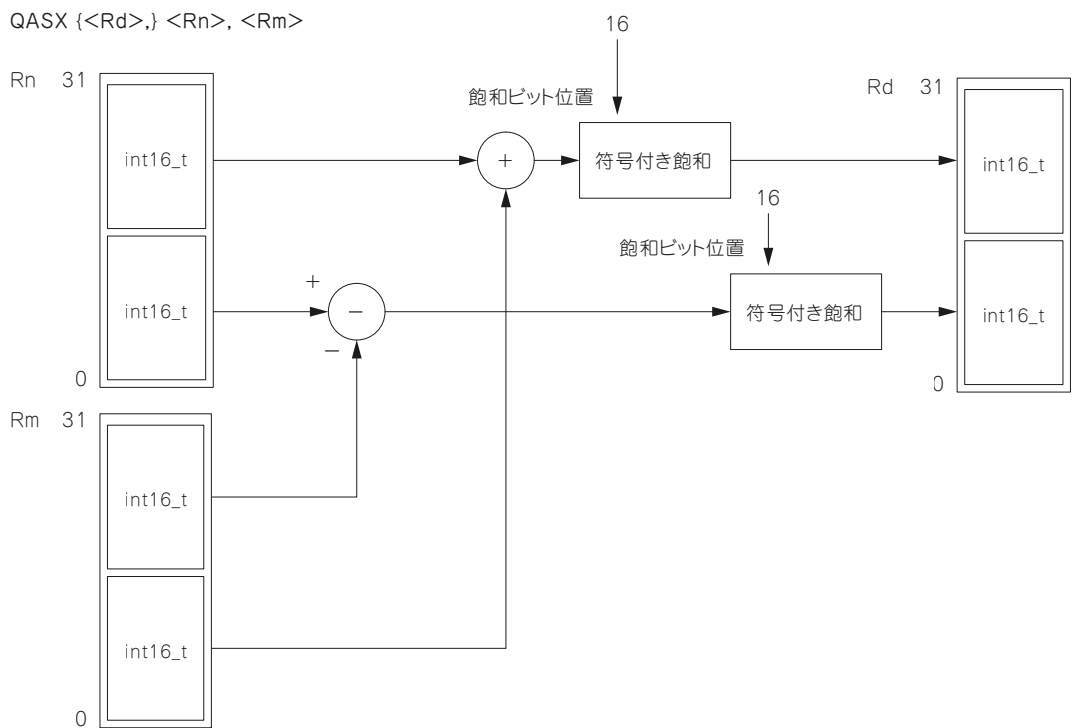 QASX {<Rd>,} <Rn>, <Rm>
16
Rn 31
飽和ビット位置
Rd 31
int16_t
+
符号付き飽和
int16_t
16
飽和ビット位置
+
int16_t
−
符号付き飽和
int16_t
−
0
0
Rm 31
int16_t
int16_t
0